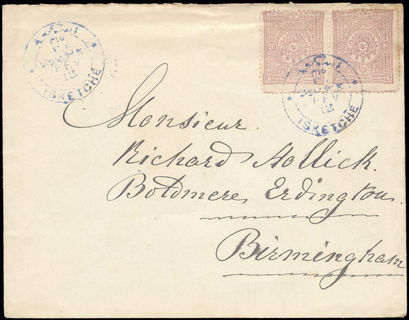 ISKETCHE
ISKETCHE
Monsieur.
Richard Hollick.
Boldmere Erdington.
Birmingham